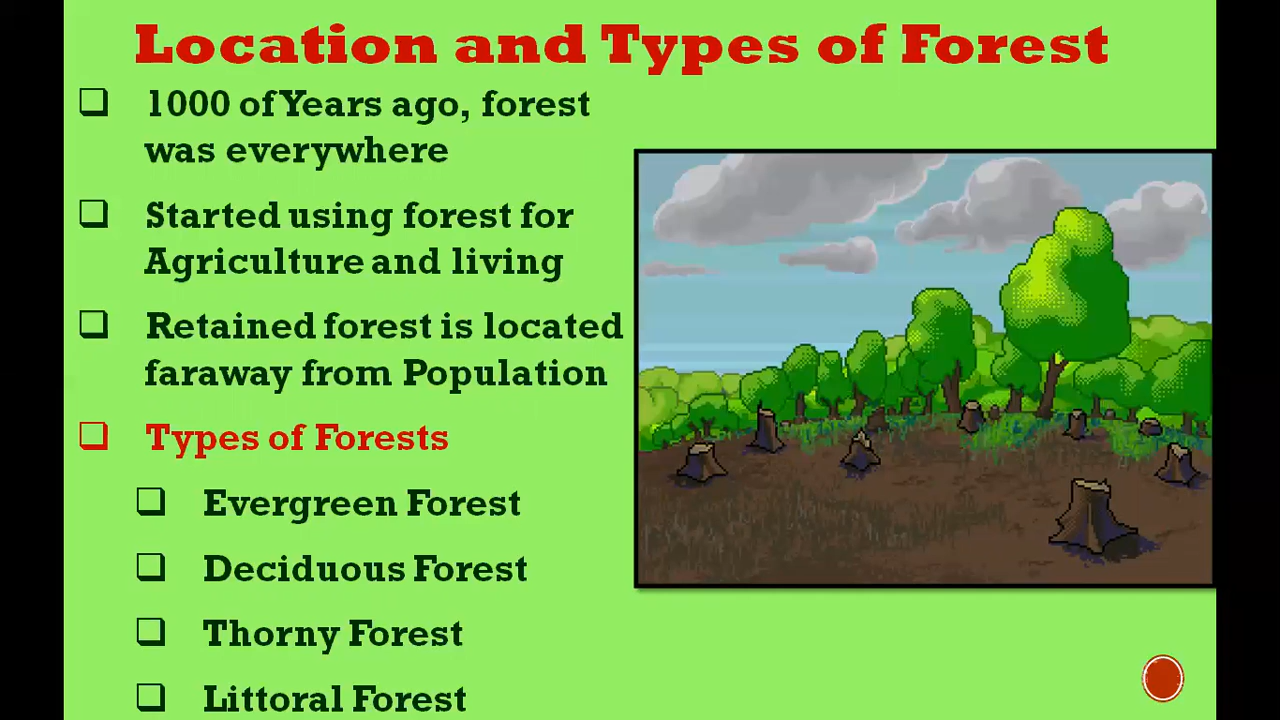 Location and Types of Forest
1000 of Years ago, forest
was everywhere
Started using forest for
Agriculture and living
Retained forest is located
faraway from Population
Types of Forests
Evergreen Forest
Deciduous Forest
Thorny Forest
Littoral Forest